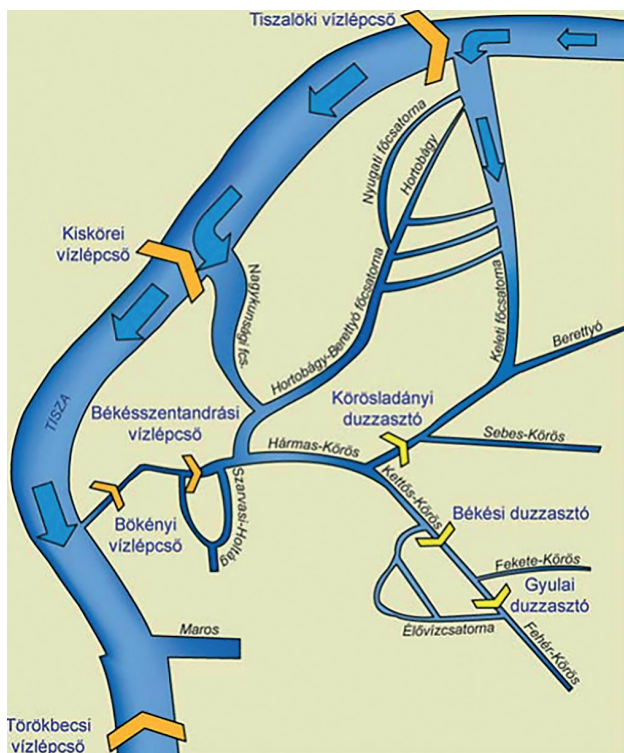 Tiszalöki vízlépcső
Nyugati főcsatorna
Hortobágy
Kiskörei
vízlépcső
Nagykunsági fcs.
Hortobágy-Berettyó főcsatorna
Keleti főcsatorna
Berettyó
TISZA
Békésszentandrási
vízlépcső
Körösladányi
duzzasztó
Hármas-Körös
Sebes-Körös
Szarvasi-Holtág
Kettős-Körös
Bökényi
vízlépcső
Békési duzzasztó
Fekete-Körös
Gyulai
duzzasztó
Élővízcsatorna
Fehér-Körös
Maros
Törökbecsi
vízlépcső